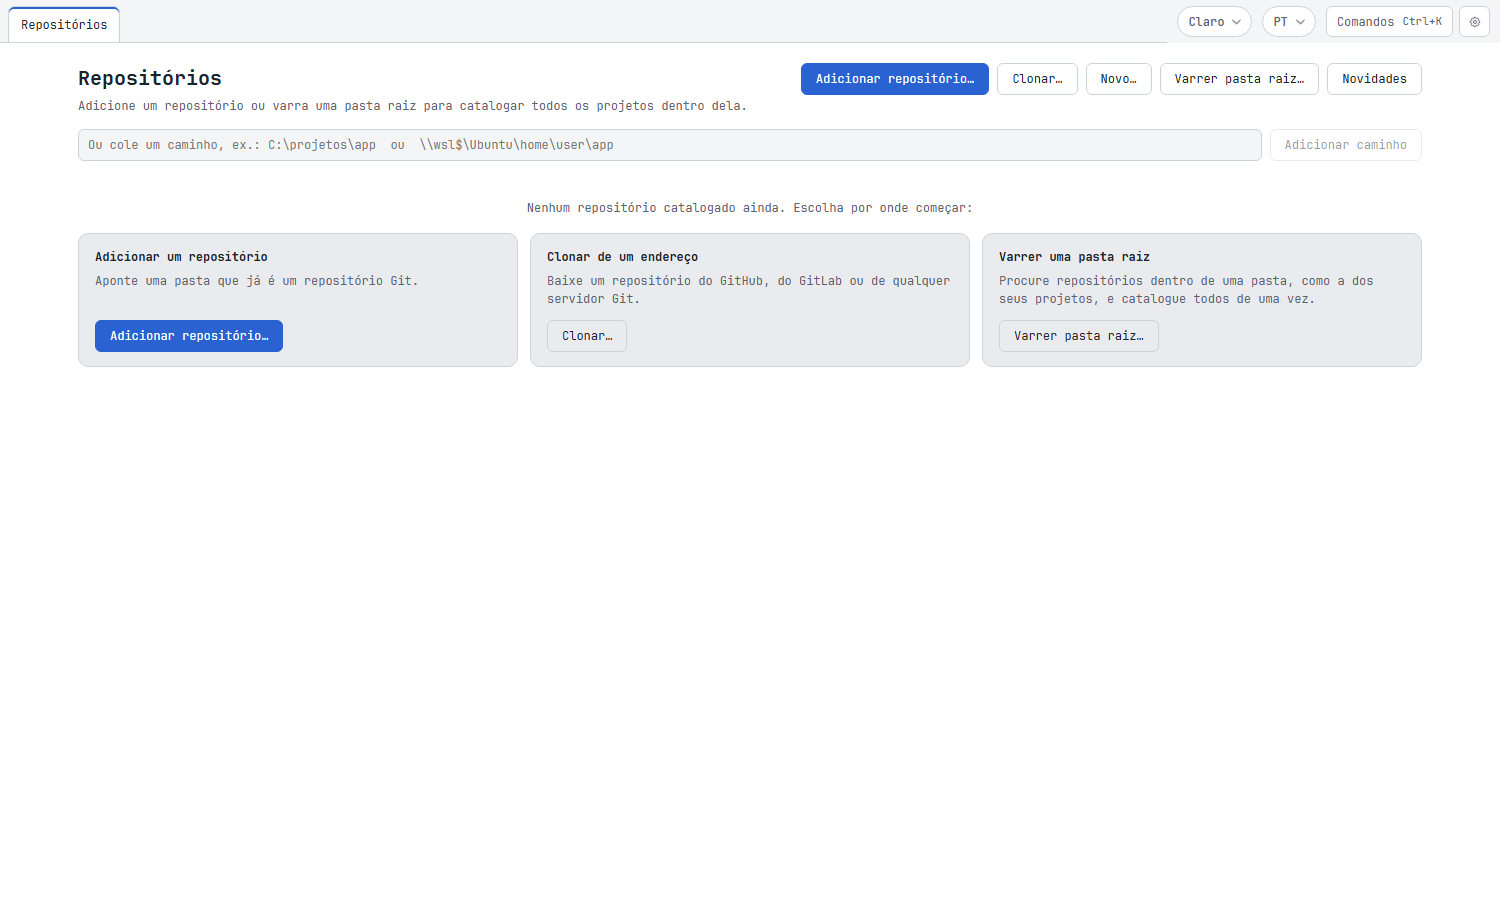 Repositórios
Claro
PT
Comandos Ctrl+K
Repositórios
Adicionar repositório…
Clonar…
Novo…
Varrer pasta raiz…
Novidades
Adicione um repositório ou varra uma pasta raiz para catalogar todos os projetos dentro dela.
Ou cole um caminho, ex.: C:\projetos\app  ou  \\wsl$\Ubuntu\home\user\app
Adicionar caminho
Nenhum repositório catalogado ainda. Escolha por onde começar:
Adicionar um repositório
Aponte uma pasta que já é um repositório Git.
Adicionar repositório…
Clonar de um endereço
Baixe um repositório do GitHub, do GitLab ou de qualquer
servidor Git.
Clonar…
Varrer uma pasta raiz
Procure repositórios dentro de uma pasta, como a dos
seus projetos, e catalogue todos de uma vez.
Varrer pasta raiz…